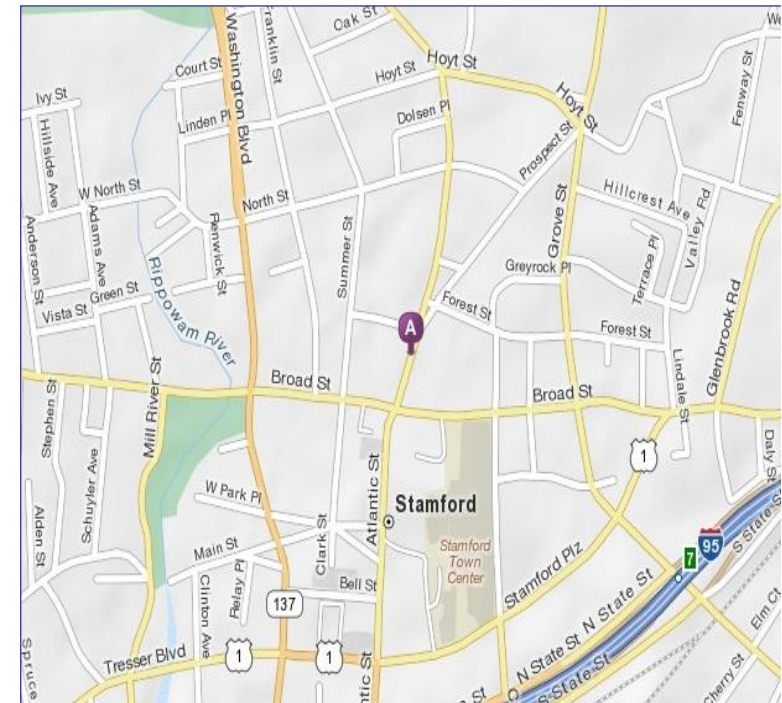 Oak St
Franklin St
Washington Blvd
Hoyt St
Court St
Hoyt St
Ivy St
Linden Pl
Dolsen Pl
Hoyt St
Fenway St
Hillside Ave
Prospect St
W North St
North St
Hillcrest Ave
Adams Ave
Renwick St
Summer St
Grove St
Valley Rd
Anderson St
Rippowam River
Greyrock Pl
Terrace Pl
Green St
Vista St
Forest St
Forest St
A
Glenbrook Rd
Lindale St
Mill River St
Broad St
Broad St
Stephen St
Schuyler Ave
Atlantic St
1
Daly St
W Park Pl
Stamford
Alden St
Clark St
Main St
Stamford
Town
Center
95
7
S State St
Bell St
Stamford Plz
N State St
Clinton Ave
Relay Pl
137
Elm Ct
Spruce
Tresser Blvd
1
1
N State St
S State St
Cherry St